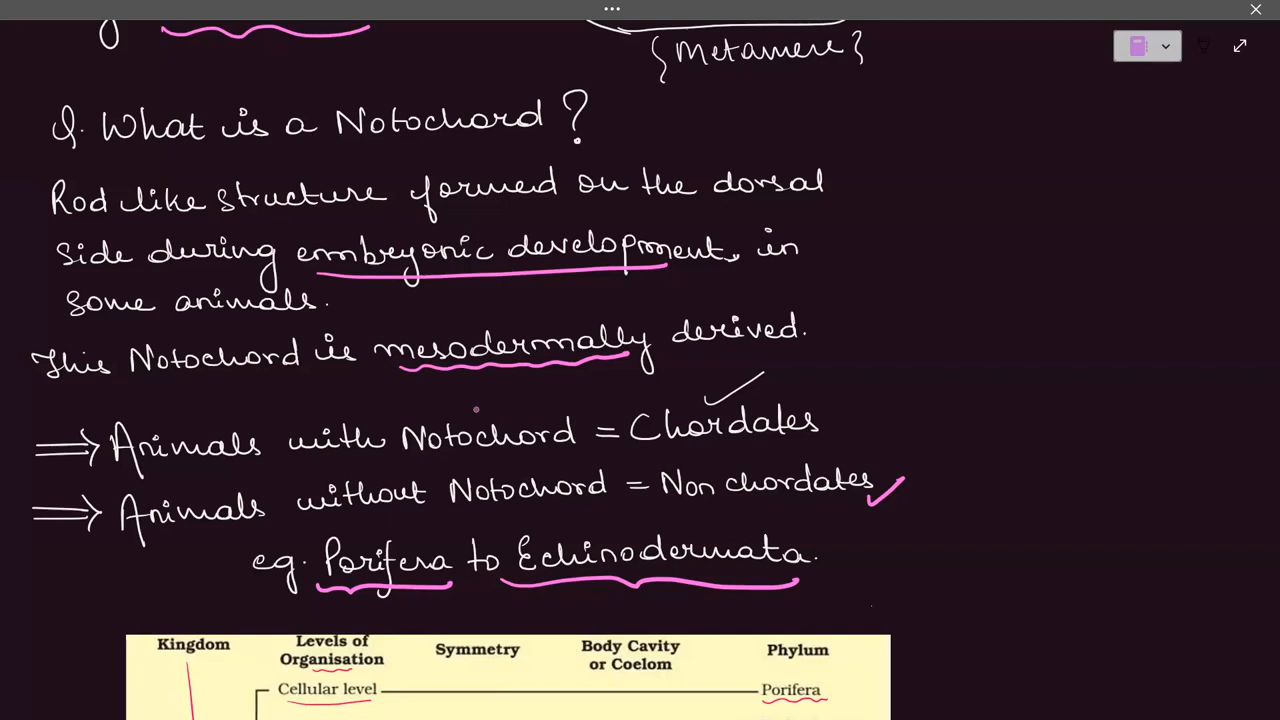 {Metamere}
Q. What is a Notochord?
Rod like structure formed on the dorsal
side during embryonic development, in
some animals.
This Notochord is mesodermally derived.
⟹ Animals with Notochord = Chordates
⟹ Animals without Notochord = Non chordates
eg. Porifera to Echinodermata.
Kingdom Levels of Organisation Symmetry Body Cavity or Coelom Phylum
Cellular level Porifera